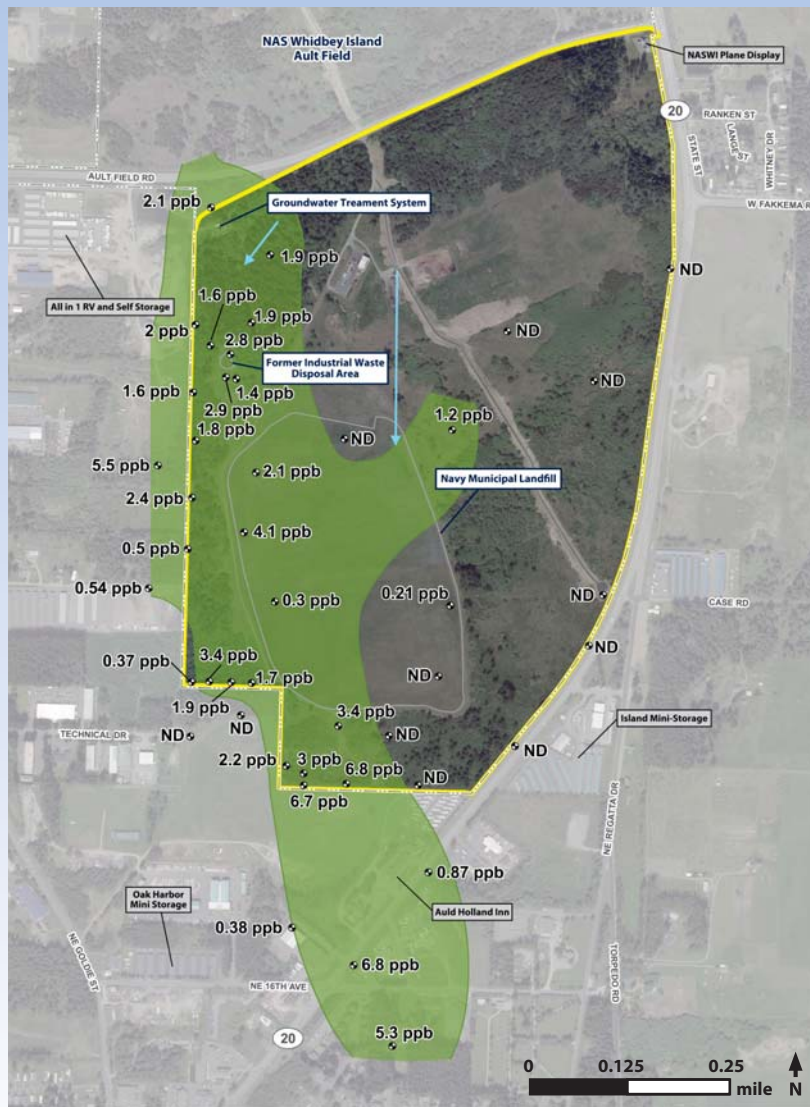 NAS Whidbey Island
Ault Field
NASWI Plane Display
20
RANKEN ST
LANGE ST
WHITNEY DR
STATE ST
AULT FIELD RD
W FAKKEMA R
2.1 ppb
Groundwater Treament System
1.9 ppb
ND
All in 1 RV and Self Storage
1.6 ppb
2 ppb
1.9 ppb
ND
2.8 ppb
Former Industrial Waste
Disposal Area
ND
1.6 ppb
1.4 ppb
2.9 ppb
1.2 ppb
1.8 ppb
ND
5.5 ppb
2.1 ppb
Navy Municipal Landfill
2.4 ppb
4.1 ppb
0.5 ppb
0.54 ppb
0.3 ppb
0.21 ppb
ND
CASE RD
ND
0.37 ppb
3.4 ppb
1.7 ppb
ND
1.9 ppb
ND
3.4 ppb
Island Mini-Storage
TECHNICAL DR
ND
ND
ND
2.2 ppb
3 ppb
6.8 ppb
ND
6.7 ppb
NE REGATTA DR
0.87 ppb
Oak Harbor
Mini Storage
Auld Holland Inn
0.38 ppb
NE GOLDIE ST
6.8 ppb
TORPEDO RD
NE 16TH AVE
20
5.3 ppb
0 0.125 0.25
mile
N